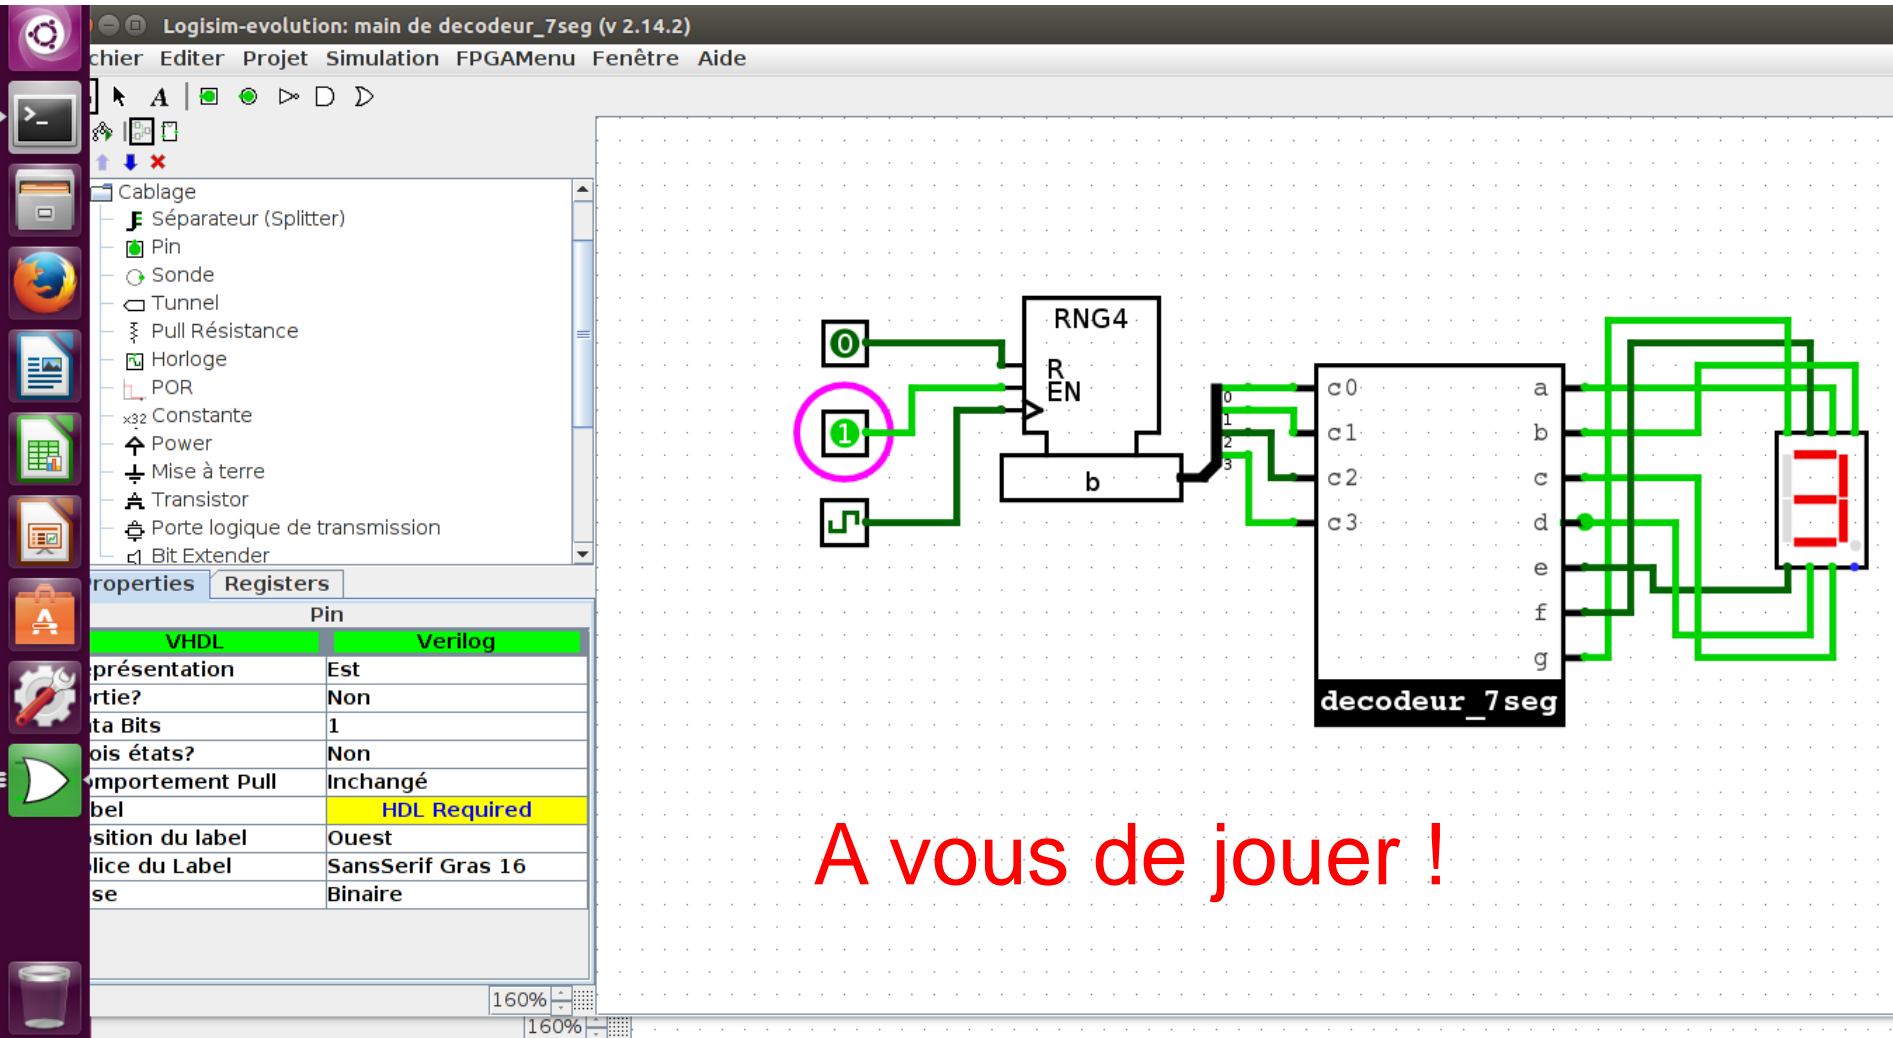 Logisim-evolution: main de decodeur_7seg (v 2.14.2)
chier Editer Projet Simulation FPGAMenu Fenêtre Aide
A
Cablage
Séparateur (Splitter)
Pin
Sonde
Tunnel
Pull Résistance
Horloge
POR
x32 Constante
Power
Mise à terre
Transistor
Porte logique de transmission
Bit Extender
roperties Registers
Pin
VHDL Verilog
eprésentation Est
rtie? Non
ta Bits 1
ois états? Non
omportement Pull Inchangé
bel HDL Required
sition du label Ouest
lice du Label SansSerif Gras 16
se Binaire
160%
160%
RNG4
0
R
EN
1
b
0
1
2
3
c0 a
c1 b
c2 c
c3 d
e
f
g
decodeur_7seg
3
A vous de jouer !